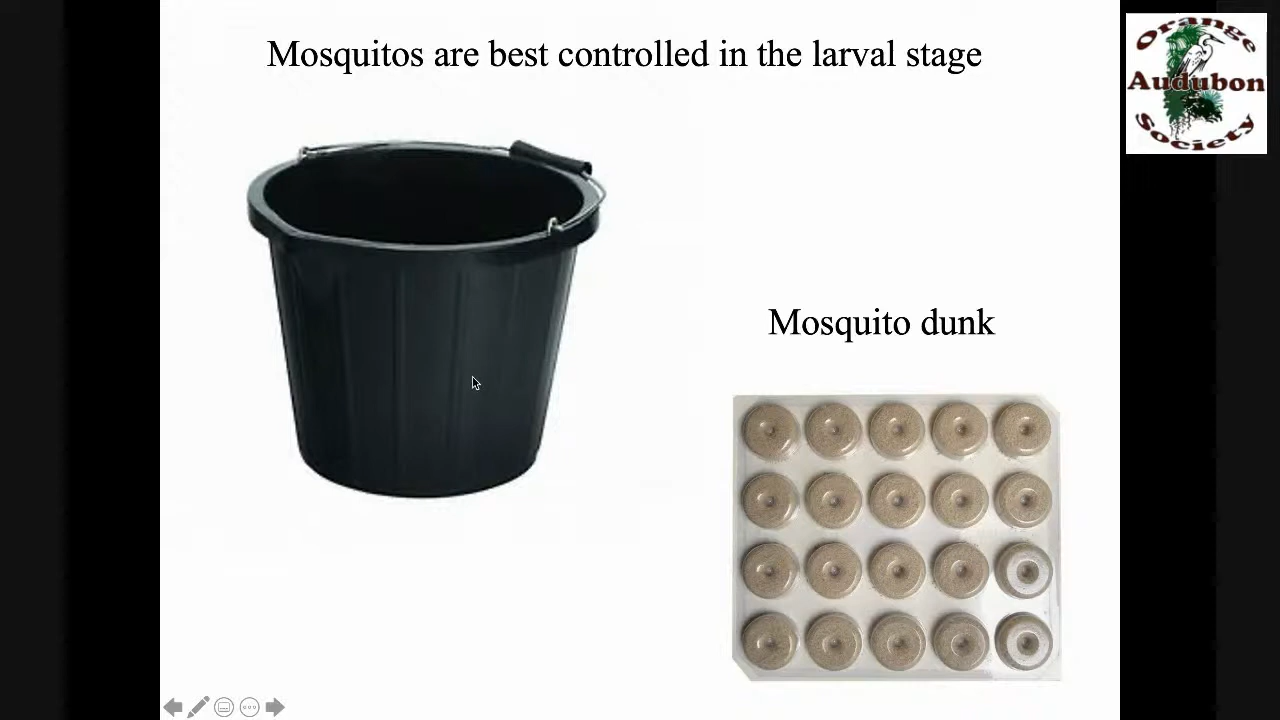 Mosquitos are best controlled in the larval stage
Orange
Audubon
Society
Mosquito dunk